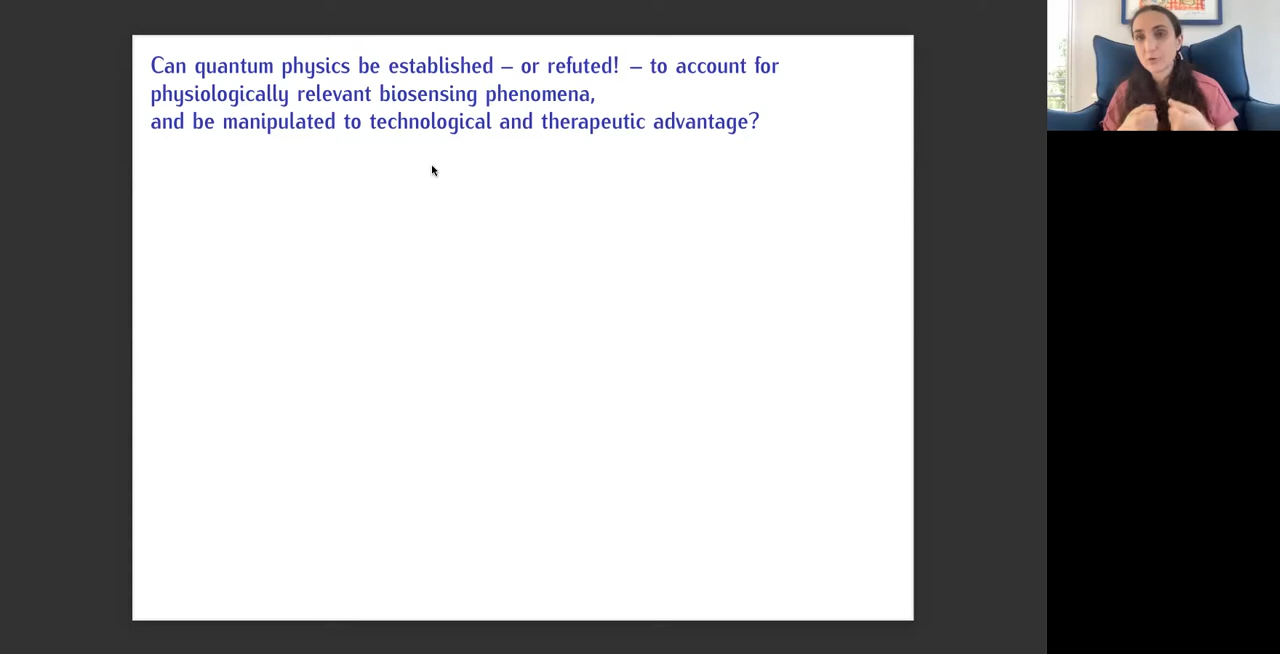 Can quantum physics be established – or refuted! – to account for
physiologically relevant biosensing phenomena,
and be manipulated to technological and therapeutic advantage?